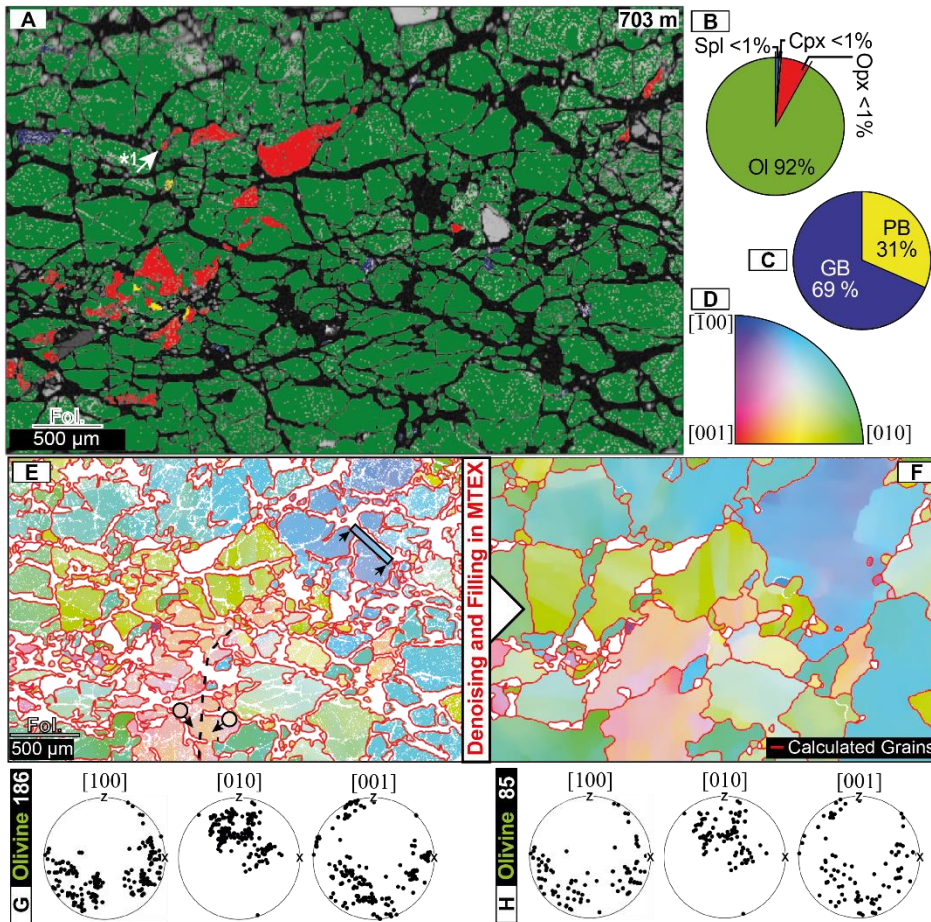 A
703 m
*1
Fol.
500 µm
B
Spl <1%
Cpx <1%
Opx <1%
Ol 92%
C
PB
31%
GB
69 %
D
[100]
[001]
[010]
E
Fol.
500 µm
Denoising and Filling in MTEX
F
Calculated Grains
G
Olivine 186
[100]
z
x
[010]
z
x
[001]
z
x
H
Olivine 85
[100]
z
x
[010]
z
x
[001]
z
x